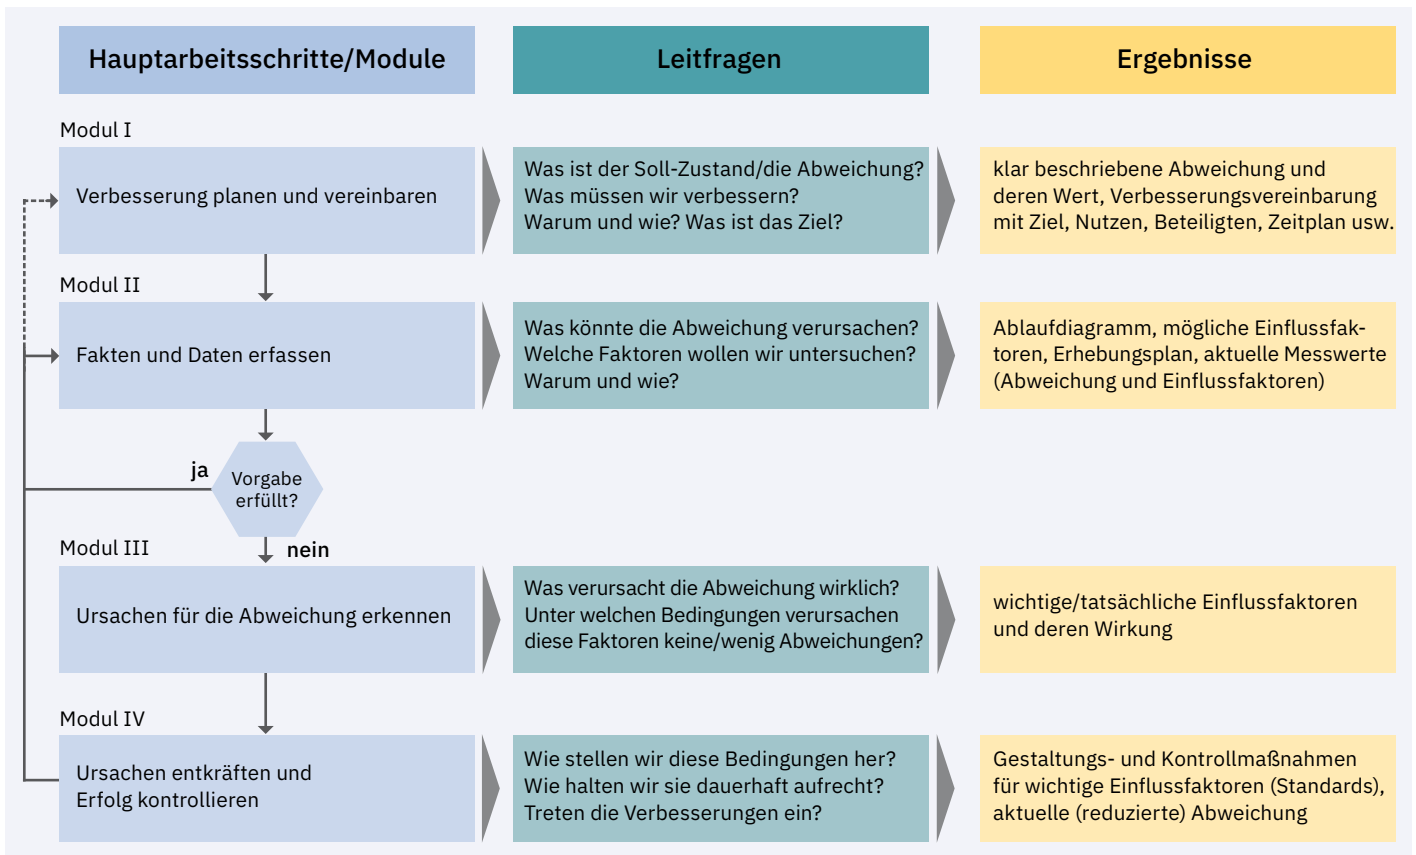 Hauptarbeitsschritte/Module
Leitfragen
Ergebnisse
Modul I
Verbesserung planen und vereinbaren
Was ist der Soll-Zustand/die Abweichung?
Was müssen wir verbessern?
Warum und wie? Was ist das Ziel?
klar beschriebene Abweichung und
deren Wert, Verbesserungsvereinbarung
mit Ziel, Nutzen, Beteiligten, Zeitplan usw.
Modul II
Fakten und Daten erfassen
Was könnte die Abweichung verursachen?
Welche Faktoren wollen wir untersuchen?
Warum und wie?
Ablaufdiagramm, mögliche Einflussfak-
toren, Erhebungsplan, aktuelle Messwerte
(Abweichung und Einflussfaktoren)
ja
Vorgabe
erfüllt?
nein
Modul III
Ursachen für die Abweichung erkennen
Was verursacht die Abweichung wirklich?
Unter welchen Bedingungen verursachen
diese Faktoren keine/wenig Abweichungen?
wichtige/tatsächliche Einflussfaktoren
und deren Wirkung
Modul IV
Ursachen entkräften und
Erfolg kontrollieren
Wie stellen wir diese Bedingungen her?
Wie halten wir sie dauerhaft aufrecht?
Treten die Verbesserungen ein?
Gestaltungs- und Kontrollmaßnahmen
für wichtige Einflussfaktoren (Standards),
aktuelle (reduzierte) Abweichung